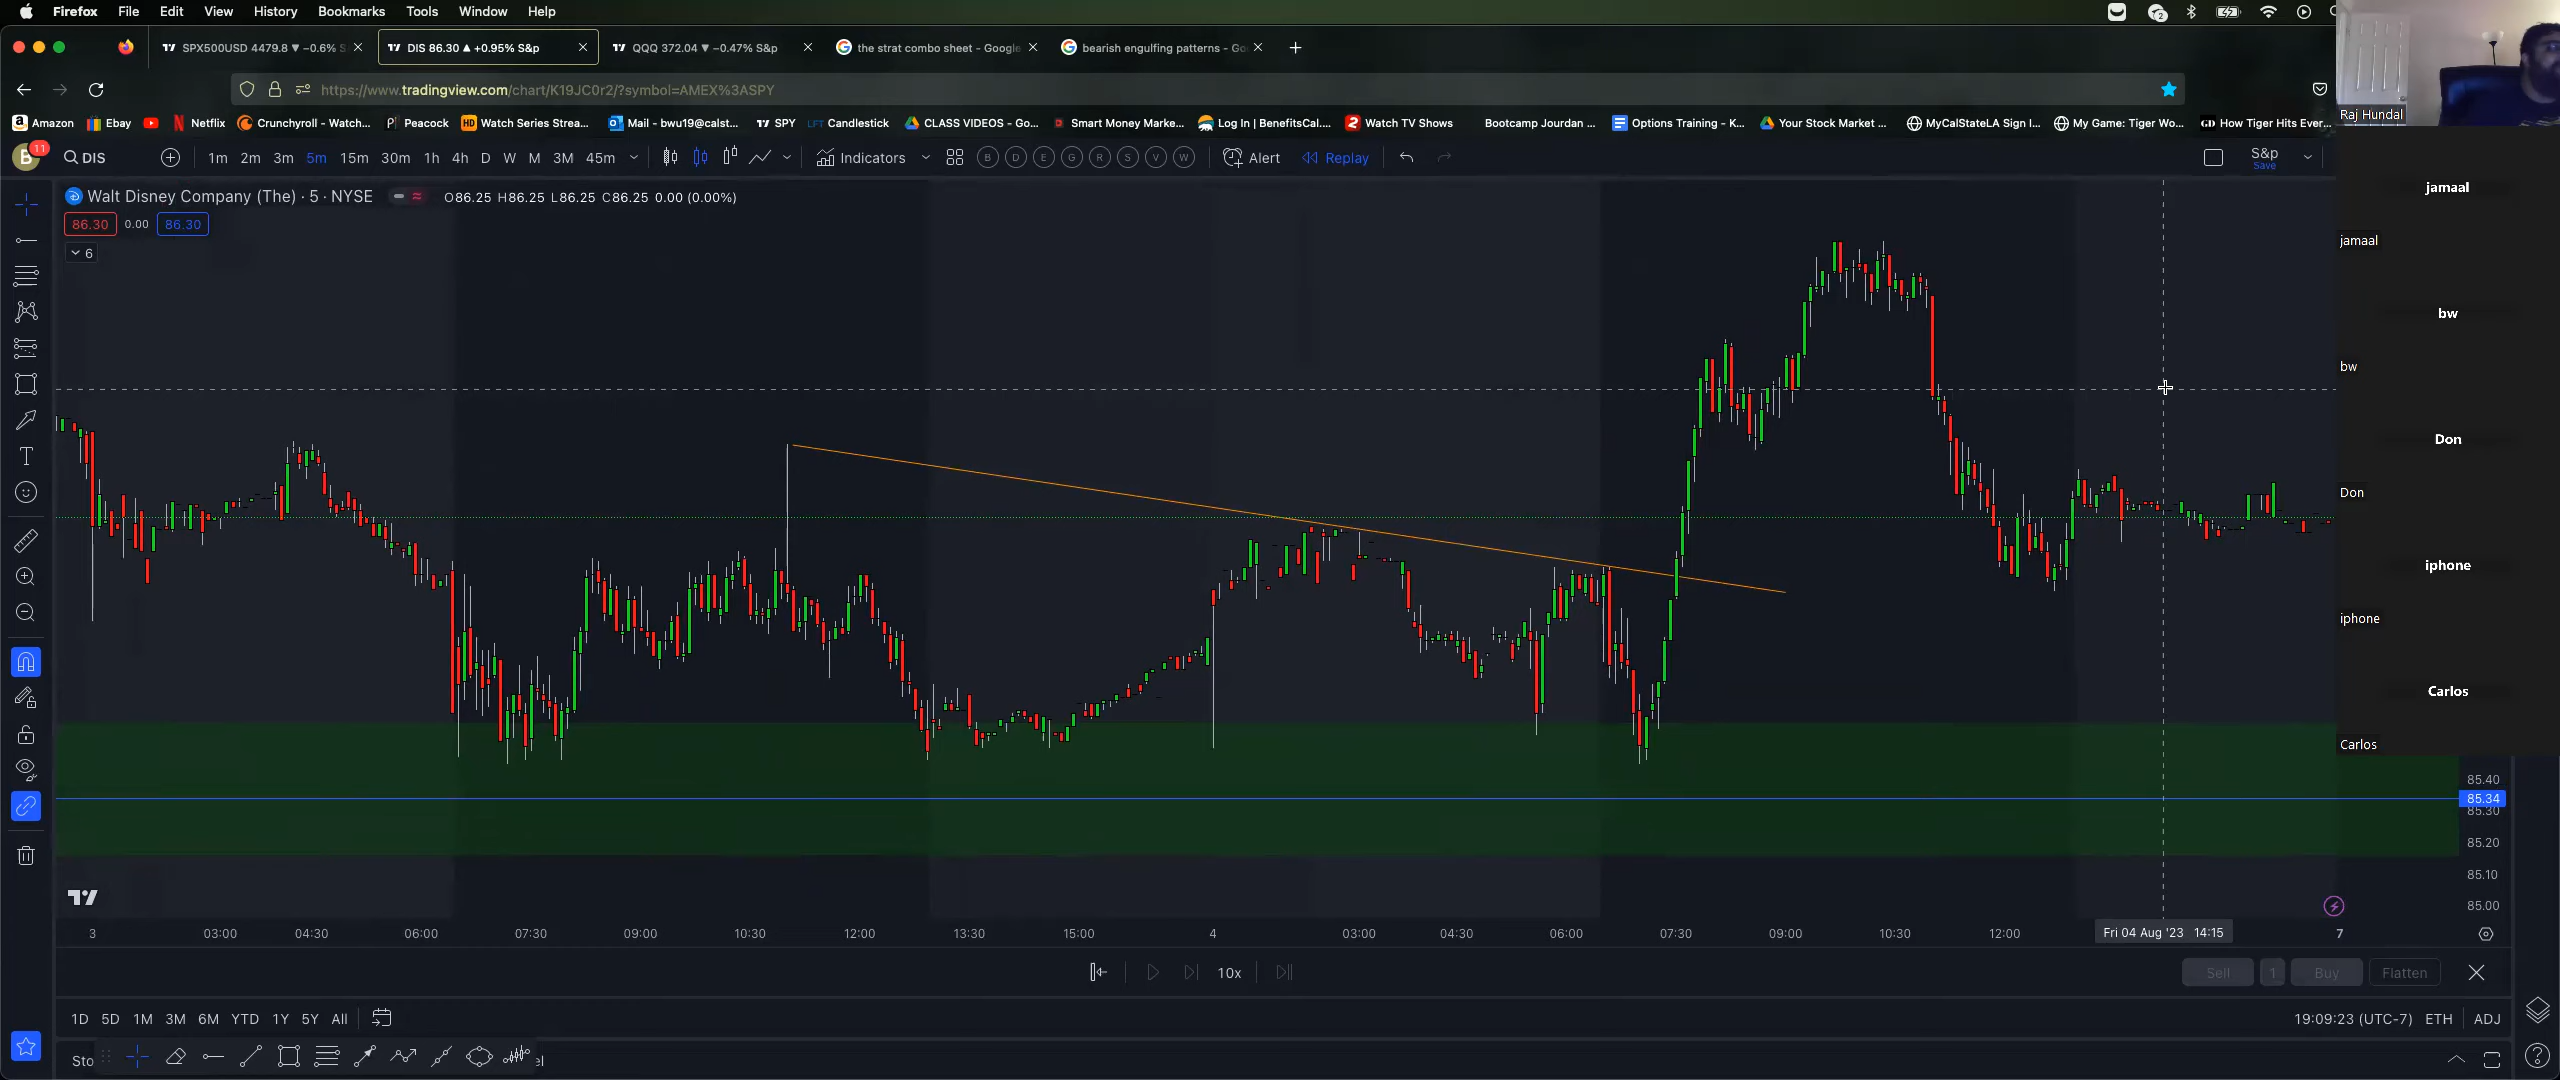 Firefox File Edit View History Bookmarks Tools Window Help
SPX500USD 4479.8 ▼ −0.6% S
DIS 86.30 ▲ +0.95% S&p
QQQ 372.04 ▼ −0.47% S&p
the strat combo sheet - Google
bearish engulfing patterns - Go
https://www.tradingview.com/chart/K19JC0r2/?symbol=AMEX%3ASPY
Amazon Ebay Netflix Crunchyroll - Watch... Peacock Watch Series Strea... Mail - bwu19@calst... SPY Candlestick CLASS VIDEOS - Go... Smart Money Marke... Log In | BenefitsCal.... Watch TV Shows Bootcamp Jourdan ... Options Training - K... Your Stock Market ... MyCalStateLA Sign I... My Game: Tiger Wo... How Tiger Hits Ever...
Raj Hundal
B 11 DIS 1m 2m 3m 5m 15m 30m 1h 4h D W M 3M 45m Indicators B D E G R S V W Alert Replay S&p
Save
Walt Disney Company (The) · 5 · NYSE O86.25 H86.25 L86.25 C86.25 0.00 (0.00%)
86.30 0.00 86.30
6
jamaal
jamaal
bw
bw
Don
Don
iphone
iphone
Carlos
Carlos
85.40
85.34
85.30
85.20
85.10
85.00
3 03:00 04:30 06:00 07:30 09:00 10:30 12:00 13:30 15:00 4 03:00 04:30 06:00 07:30 09:00 10:30 12:00 Fri 04 Aug '23 14:15 7
10x Sell 1 Buy Flatten
1D 5D 1M 3M 6M YTD 1Y 5Y All 19:09:23 (UTC-7) ETH ADJ
Sto el